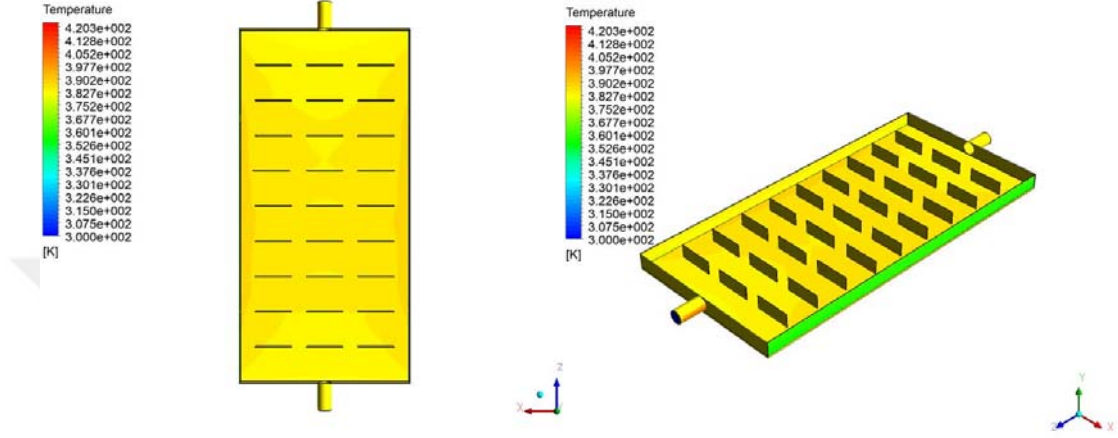 Temperature
4.203e+002
4.128e+002
4.052e+002
3.977e+002
3.902e+002
3.827e+002
3.752e+002
3.677e+002
3.601e+002
3.526e+002
3.451e+002
3.376e+002
3.301e+002
3.226e+002
3.150e+002
3.075e+002
3.000e+002
[K]
X
Z
Y
Temperature
4.203e+002
4.128e+002
4.052e+002
3.977e+002
3.902e+002
3.827e+002
3.752e+002
3.677e+002
3.601e+002
3.526e+002
3.451e+002
3.376e+002
3.301e+002
3.226e+002
3.150e+002
3.075e+002
3.000e+002
[K]
Y
Z
X